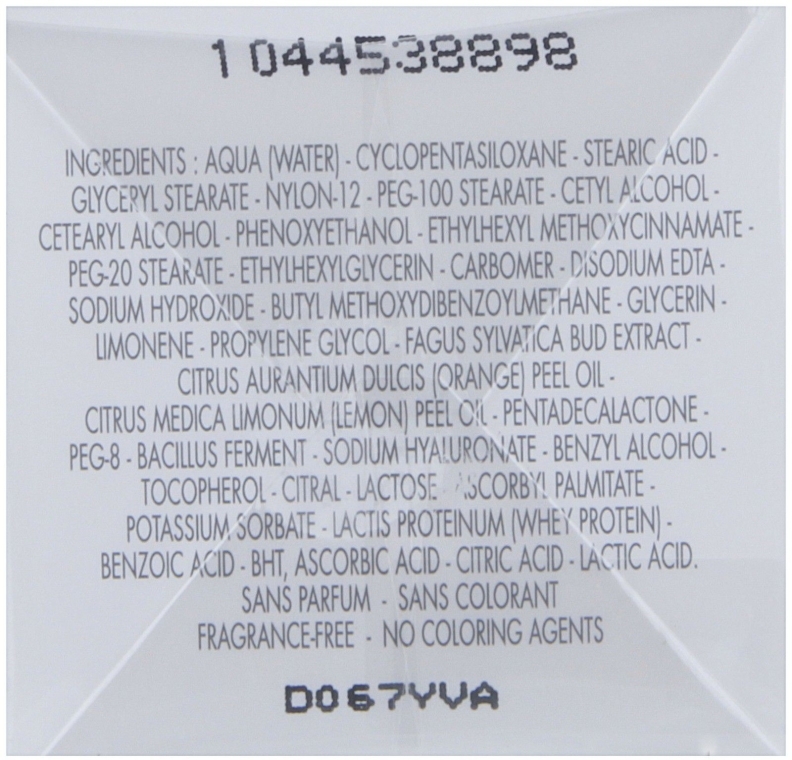 1 044538898
INGREDIENTS : AQUA (WATER) - CYCLOPENTASILOXANE - STEARIC ACID -
GLYCERYL STEARATE - NYLON-12 - PEG-100 STEARATE - CETYL ALCOHOL -
CETEARYL ALCOHOL - PHENOXYETHANOL - ETHYLHEXYL METHOXYCINNAMATE -
PEG-20 STEARATE - ETHYLHEXYLGLYCERIN - CARBOMER - DISODIUM EDTA -
SODIUM HYDROXIDE - BUTYL METHOXYDIBENZOYLMETHANE - GLYCERIN -
LIMONENE - PROPYLENE GLYCOL - FAGUS SYLVATICA BUD EXTRACT -
CITRUS AURANTIUM DULCIS (ORANGE) PEEL OIL -
CITRUS MEDICA LIMONUM (LEMON) PEEL OIL - PENTADECALACTONE -
PEG-8 - BACILLUS FERMENT - SODIUM HYALURONATE - BENZYL ALCOHOL -
TOCOPHEROL - CITRAL - LACTOSE - ASCORBYL PALMITATE -
POTASSIUM SORBATE - LACTIS PROTEINUM (WHEY PROTEIN) -
BENZOIC ACID - BHT, ASCORBIC ACID - CITRIC ACID - LACTIC ACID.
SANS PARFUM - SANS COLORANT
FRAGRANCE-FREE - NO COLORING AGENTS
D067YVA